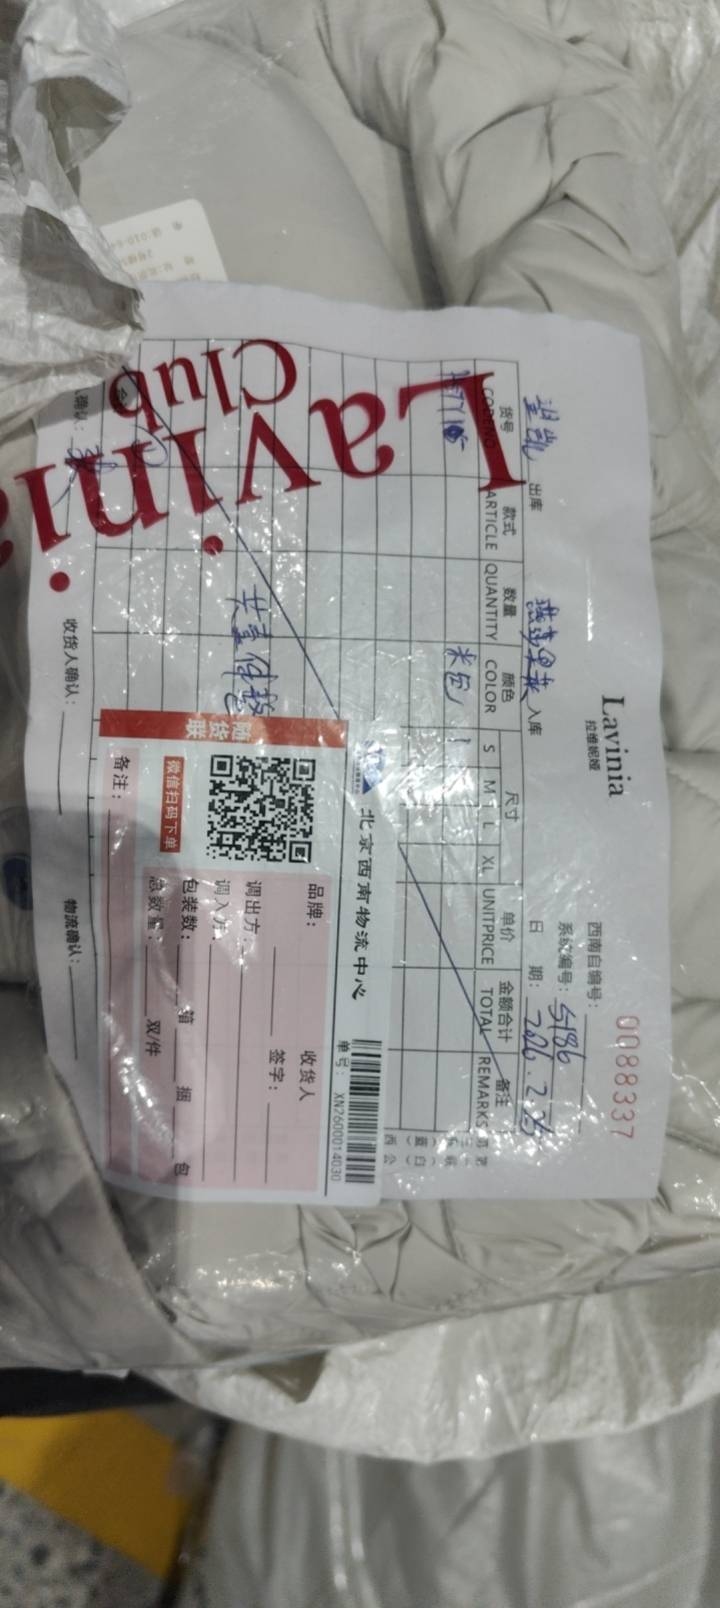 Lavinia
拉维妮娅
0088337
西南自编号：
系统编号：5186
出库 入库 日 期：2026.2.25
货号 款式 数量 颜色 尺寸 单价 金额合计 备注
CODENO ARTICLE QUANTITY COLOR S M L XL UNITPRICE TOTAL REMARKS
米色 1
共壹件整
收货人确认： 物流确认：
Lavinia
Club
北京西南物流中心
单号： XN2600014030
随货联
微信扫码下单
品牌： 收货人
调出方： 签字：
调入方：
包装数： 箱 捆 包
总数量： 双/件
备注：